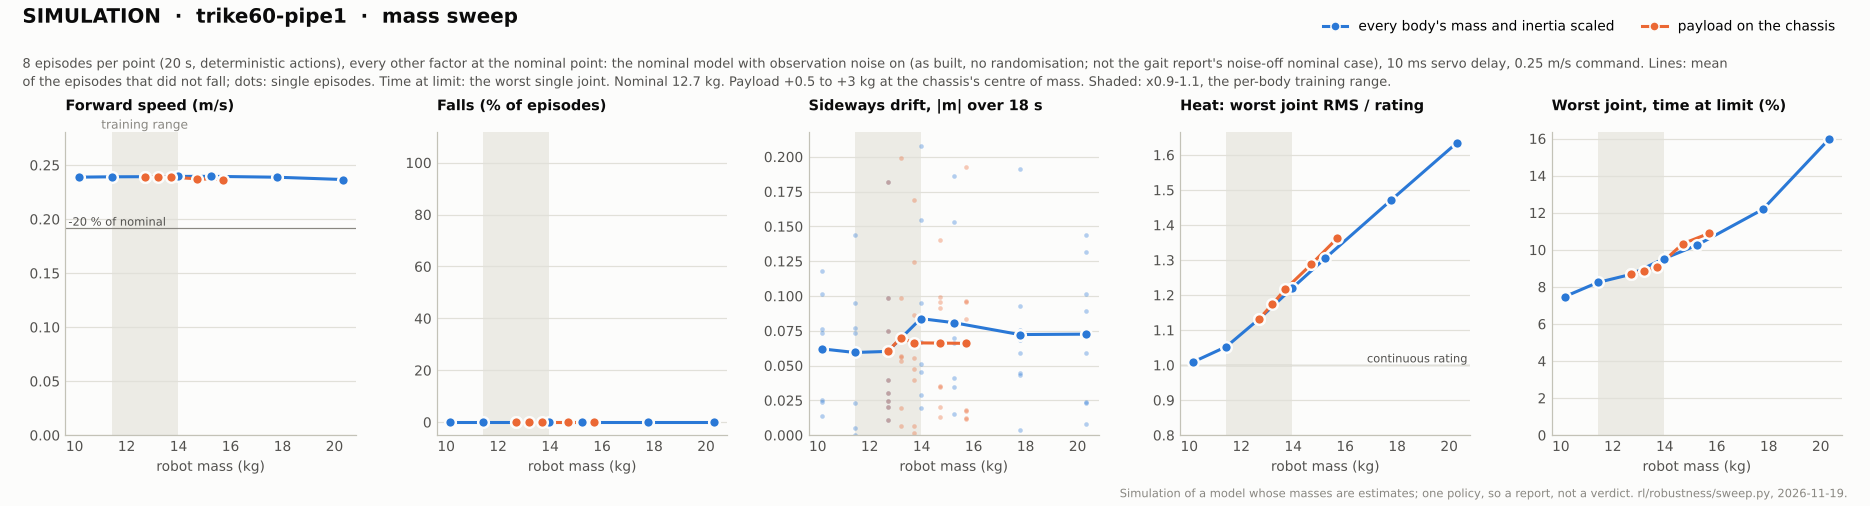 SIMULATION · trike60-pipe1 · mass sweep
every body's mass and inertia scaled payload on the chassis
8 episodes per point (20 s, deterministic actions), every other factor at the nominal point: the nominal model with observation noise on (as built, no randomisation; not the gait report's noise-off nominal case), 10 ms servo delay, 0.25 m/s command. Lines: mean
of the episodes that did not fall; dots: single episodes. Time at limit: the worst single joint. Nominal 12.7 kg. Payload +0.5 to +3 kg at the chassis's centre of mass. Shaded: x0.9-1.1, the per-body training range.
Forward speed (m/s)
training range
0.25
0.20
-20 % of nominal
0.15
0.10
0.05
0.00
10 12 14 16 18 20
robot mass (kg)
Falls (% of episodes)
100
80
60
40
20
0
10 12 14 16 18 20
robot mass (kg)
Sideways drift, |m| over 18 s
0.200
0.175
0.150
0.125
0.100
0.075
0.050
0.025
0.000
10 12 14 16 18 20
robot mass (kg)
Heat: worst joint RMS / rating
1.6
1.5
1.4
1.3
1.2
1.1
continuous rating
1.0
0.9
0.8
10 12 14 16 18 20
robot mass (kg)
Worst joint, time at limit (%)
16
14
12
10
8
6
4
2
0
10 12 14 16 18 20
robot mass (kg)
Simulation of a model whose masses are estimates; one policy, so a report, not a verdict. rl/robustness/sweep.py, 2026-11-19.